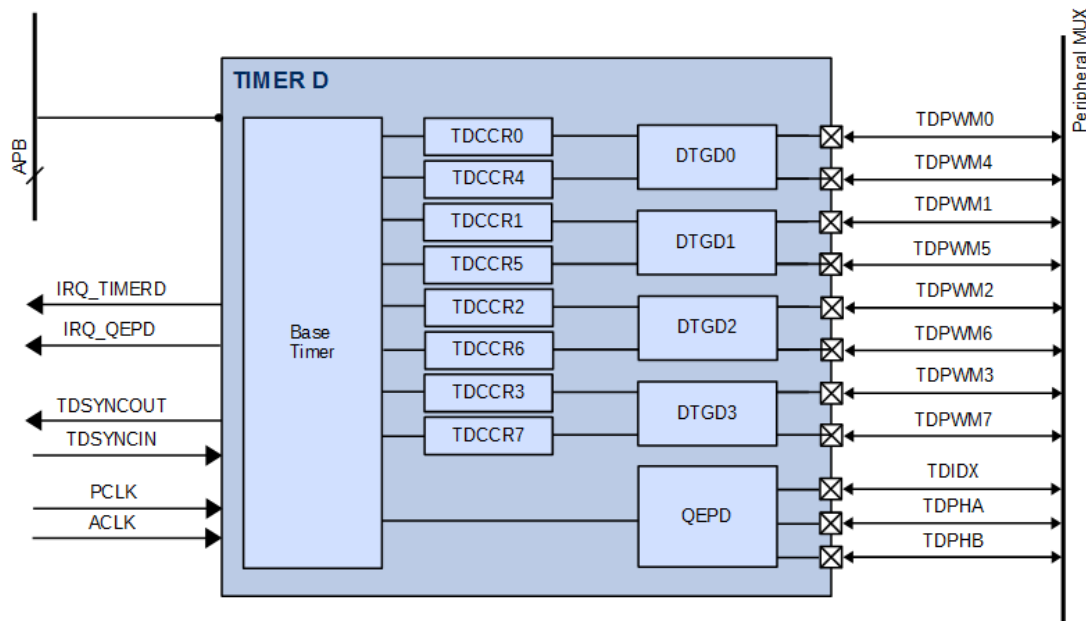 TIMER D
APB
Peripheral MUX
TDCCR0
TDCCR4
TDCCR1
TDCCR5
TDCCR2
TDCCR6
TDCCR3
TDCCR7
DTGD0
DTGD1
DTGD2
DTGD3
QEPD
Base
Timer
IRQ_TIMERD
IRQ_QEPD
TDSYNCOUT
TDSYNCIN
PCLK
ACLK
TDPWM0
TDPWM4
TDPWM1
TDPWM5
TDPWM2
TDPWM6
TDPWM3
TDPWM7
TDIDX
TDPHA
TDPHB